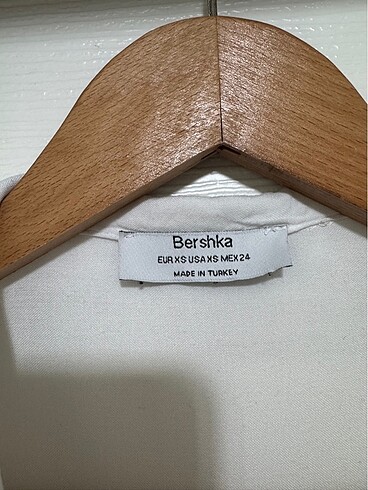 Bershka
EUR XS USA XS MEX 24
MADE IN TURKEY